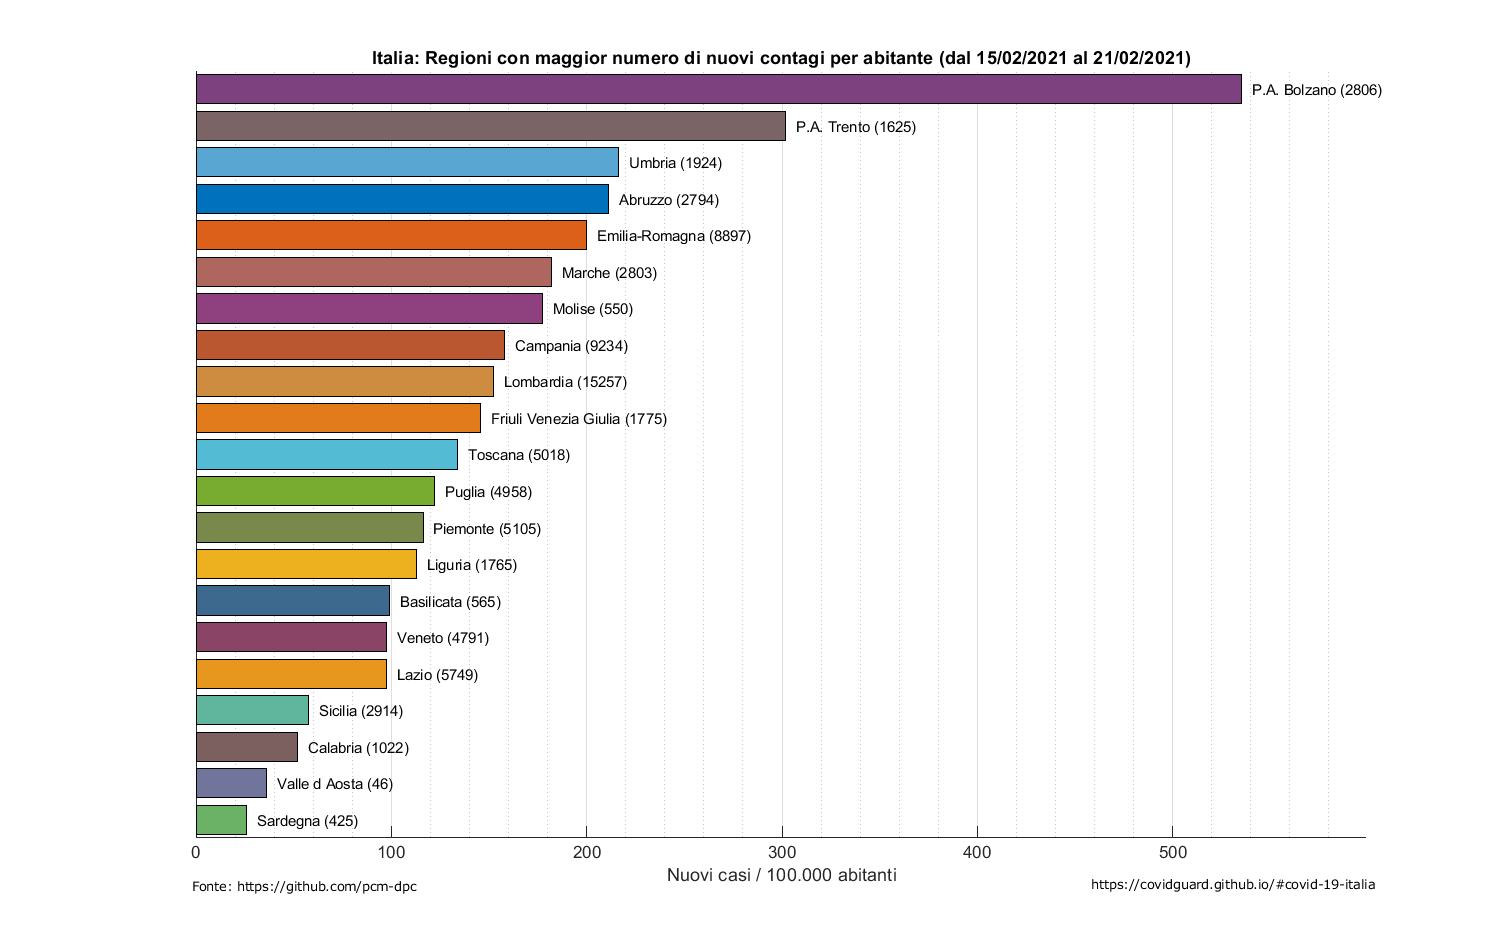 Italia: Regioni con maggior numero di nuovi contagi per abitante (dal 15/02/2021 al 21/02/2021)
P.A. Bolzano (2806)
P.A. Trento (1625)
Umbria (1924)
Abruzzo (2794)
Emilia-Romagna (8897)
Marche (2803)
Molise (550)
Campania (9234)
Lombardia (15257)
Friuli Venezia Giulia (1775)
Toscana (5018)
Puglia (4958)
Piemonte (5105)
Liguria (1765)
Basilicata (565)
Veneto (4791)
Lazio (5749)
Sicilia (2914)
Calabria (1022)
Valle d Aosta (46)
Sardegna (425)
0 100 200 300 400 500
Nuovi casi / 100.000 abitanti
Fonte: https://github.com/pcm-dpc
https://covidguard.github.io/#covid-19-italia